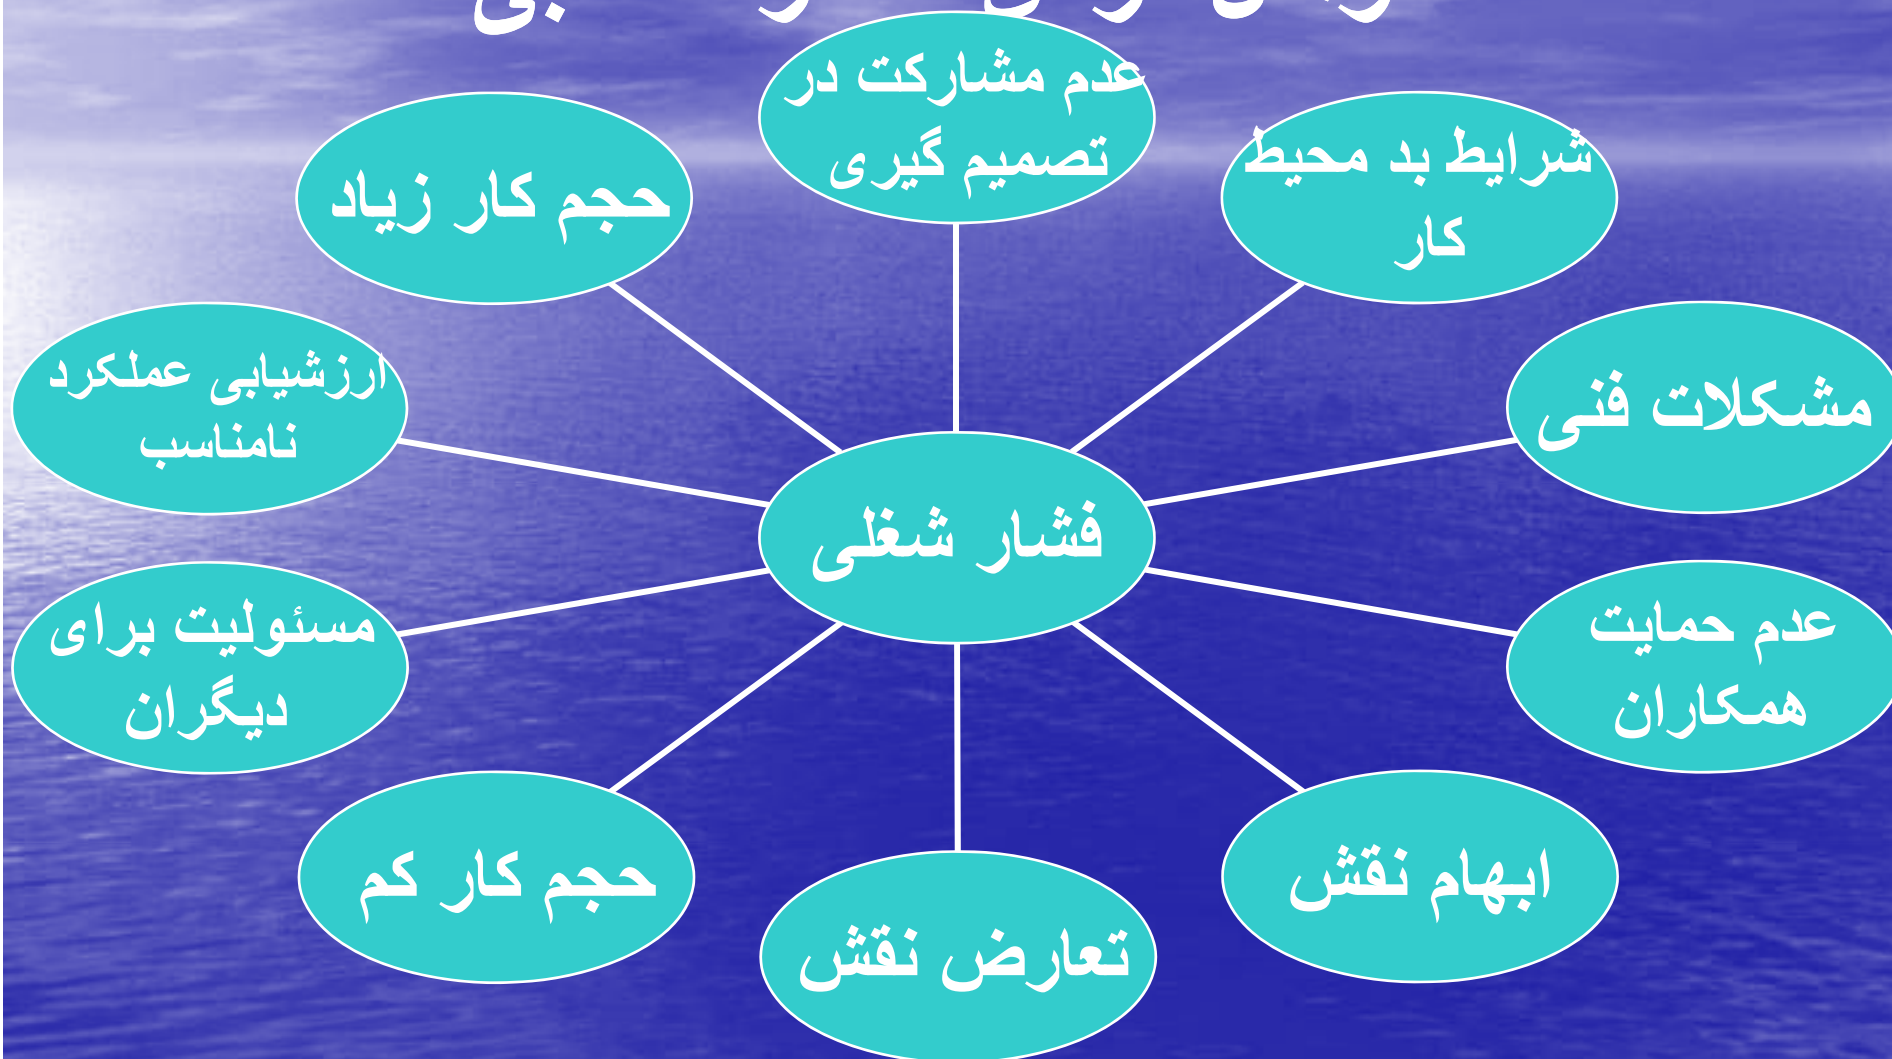 عدم مشارکت در
تصمیم گیری
شرایط بد محیط
کار
مشکلات فنی
عدم حمایت
همکاران
ابهام نقش
تعارض نقش
حجم کار کم
مسئولیت برای
دیگران
ارزشیابی عملکرد
نامناسب
حجم کار زیاد
فشار شغلی